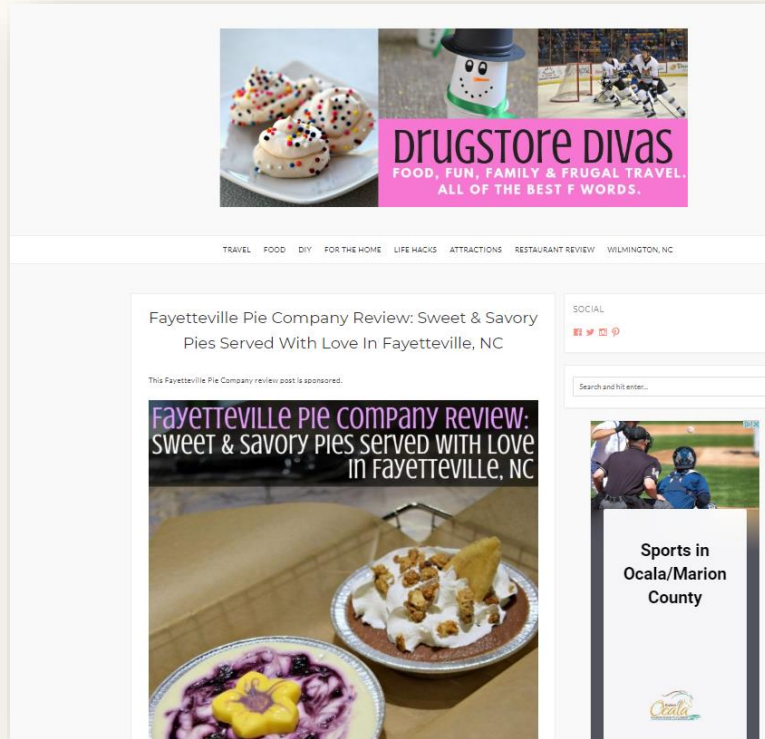 DRUGSTORE DIVAS
FOOD, FUN, FAMILY & FRUGAL TRAVEL.
ALL OF THE BEST F WORDS.
TRAVEL FOOD DIY FOR THE HOME LIFE HACKS ATTRACTIONS RESTAURANT REVIEW WILMINGTON, NC
Fayetteville Pie Company Review: Sweet & Savory
Pies Served With Love In Fayetteville, NC
This Fayetteville Pie Company review post is sponsored.
FAYETTEVILLE PIE COMPANY REVIEW:
SWEET & SAVORY PIES SERVED WITH LOVE
IN FAYETTEVILLE, NC
SOCIAL
Search and hit enter...
Sports in
Ocala/Marion
County
Ocala